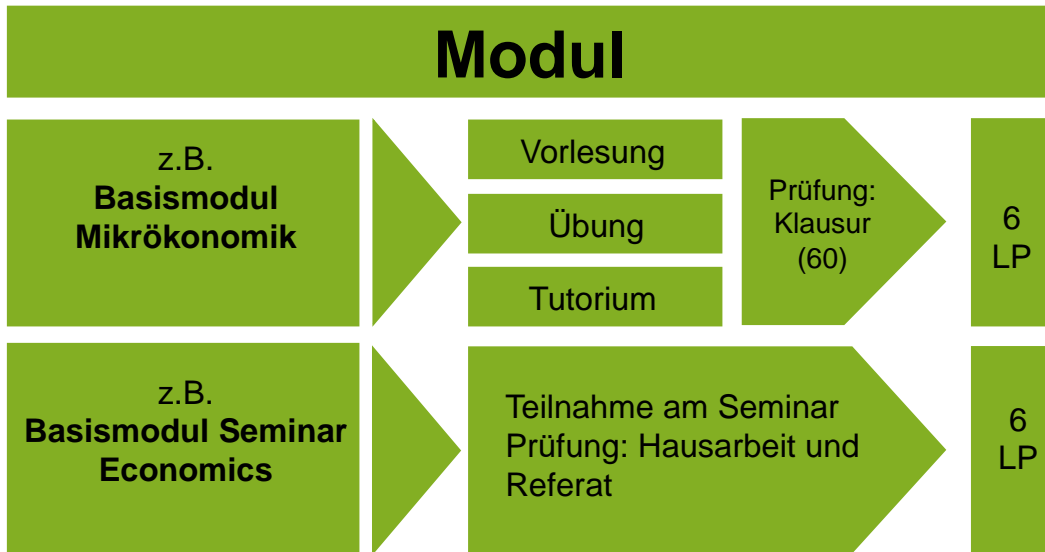 Modul
z.B.
Basismodul
Mikrökonomik
Vorlesung
Übung
Tutorium
Prüfung:
Klausur
(60)
6
LP
z.B.
Basismodul Seminar
Economics
Teilnahme am Seminar
Prüfung: Hausarbeit und
Referat
6
LP